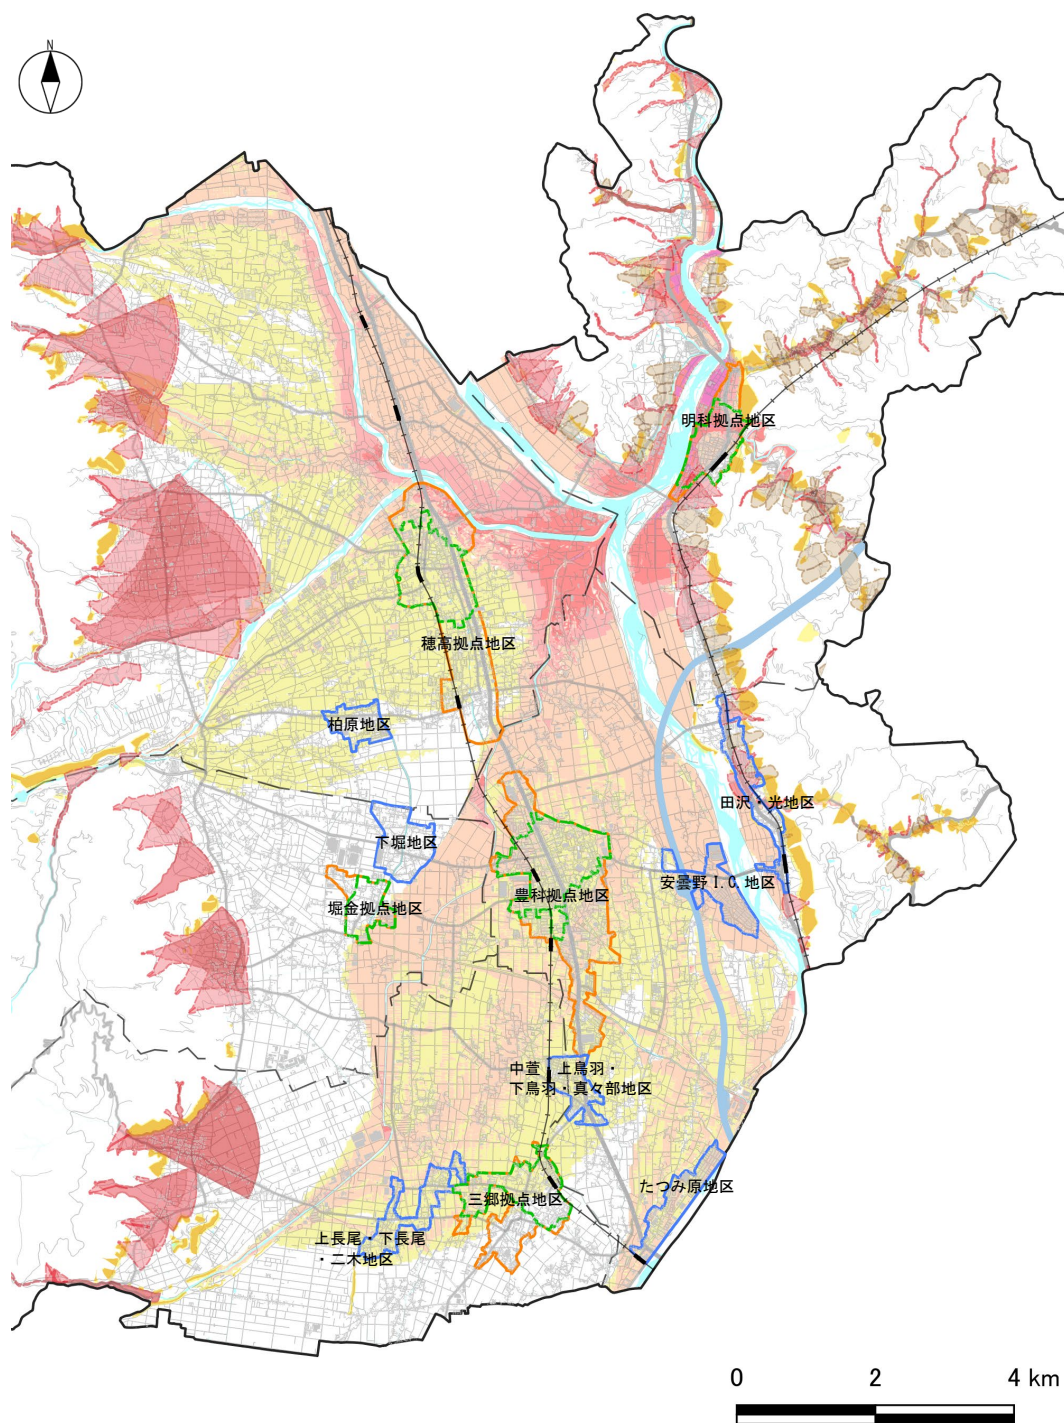 N
明科拠点地区
穂高拠点地区
柏原地区
田沢・光地区
下堀地区
安曇野I.C.地区
豊科拠点地区
堀金拠点地区
中萱・上鳥羽・
下鳥羽・真々部地区
たつみ原地区
三郷拠点地区
上長尾・下長尾
・二木地区
0 2 4 km